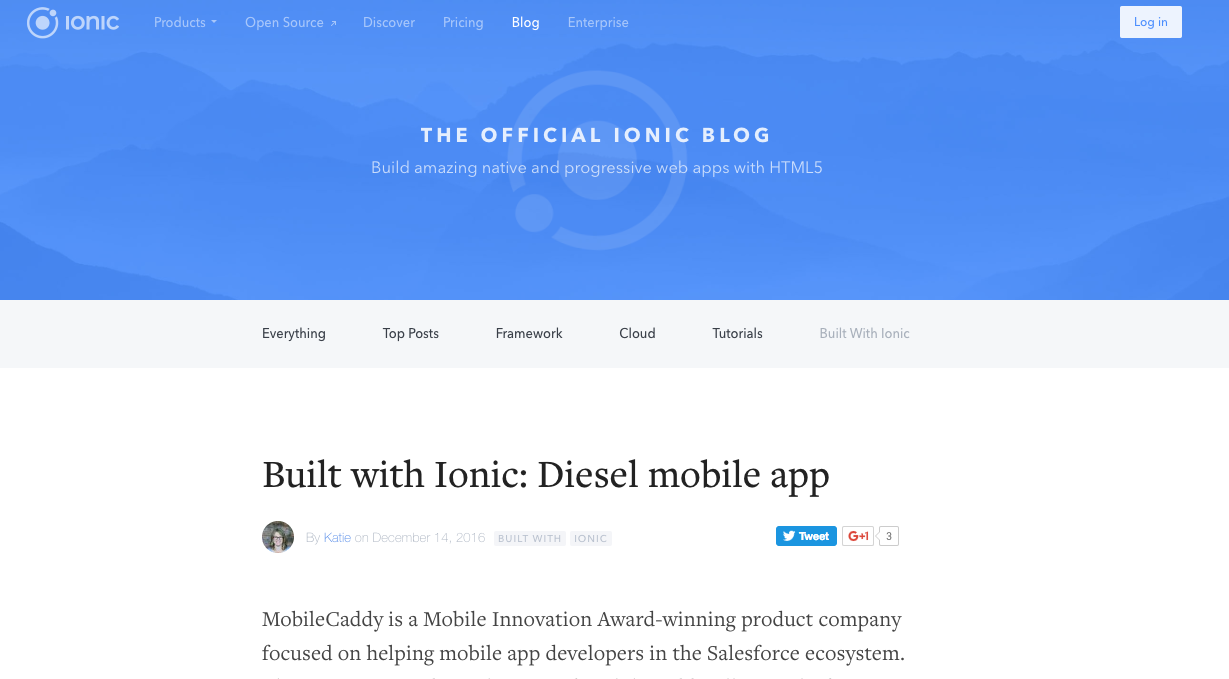 ionic Products Open Source Discover Pricing Blog Enterprise Log in
THE OFFICIAL IONIC BLOG
Build amazing native and progressive web apps with HTML5
Everything Top Posts Framework Cloud Tutorials Built With Ionic
Built with Ionic: Diesel mobile app
By Katie on December 14, 2016 BUILT WITH IONIC Tweet G+1 3
MobileCaddy is a Mobile Innovation Award-winning product company
focused on helping mobile app developers in the Salesforce ecosystem.